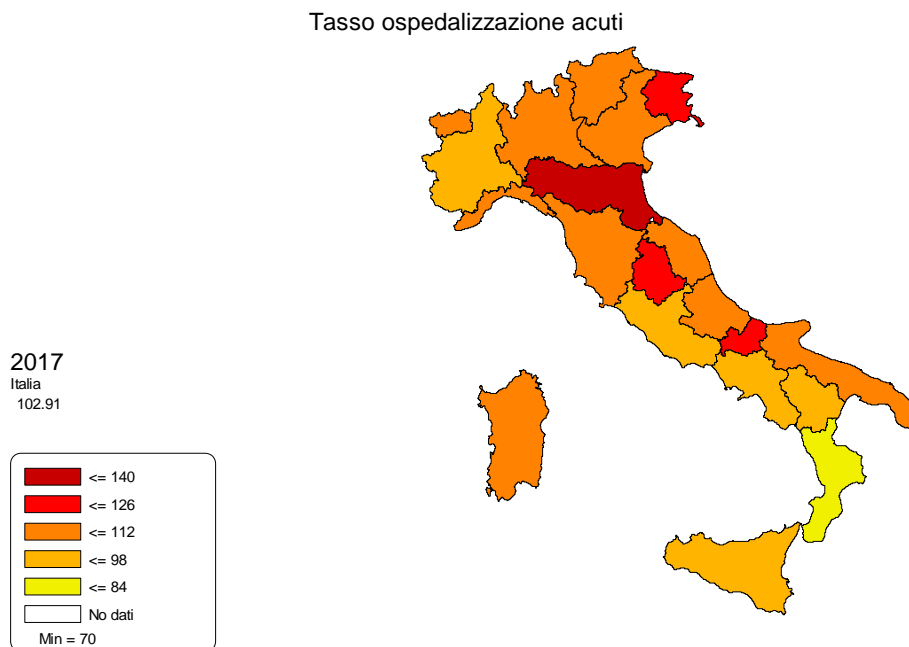 Tasso ospedalizzazione acuti
2017
Italia
102.91
<= 140
<= 126
<= 112
<= 98
<= 84
No dati
Min = 70